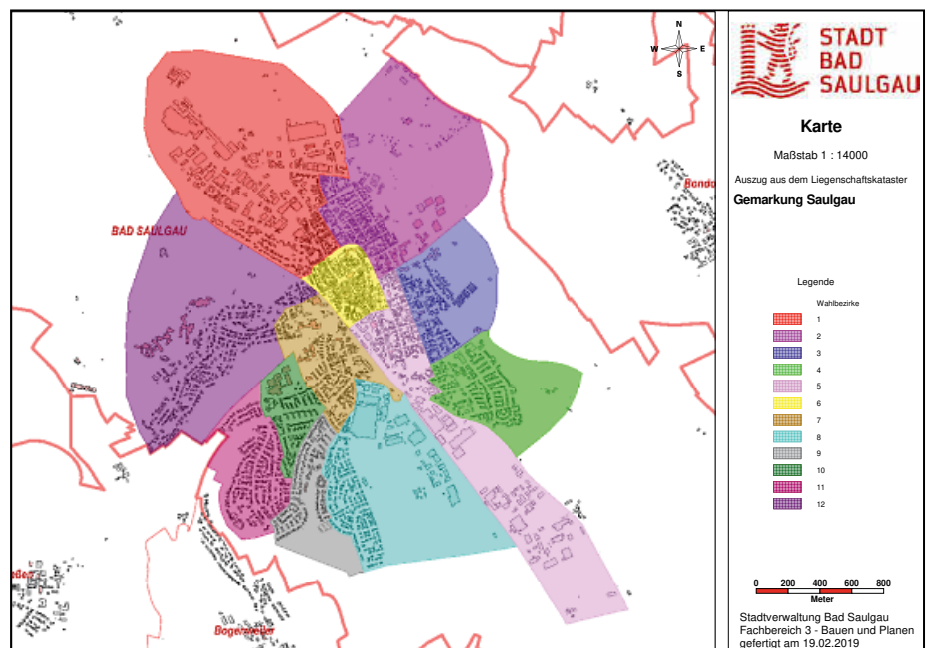 N
W E
S
BAD SAULGAU
Bogenweiler
STADT
BAD
SAULGAU
Karte
Maßstab 1 : 14000
Auszug aus dem Liegenschaftskataster
Gemarkung Saulgau
Legende
Wahlbezirke
1
2
3
4
5
6
7
8
9
10
11
12
0 200 400 600 800
Meter
Stadtverwaltung Bad Saulgau
Fachbereich 3 - Bauen und Planen
gefertigt am 19.02.2019